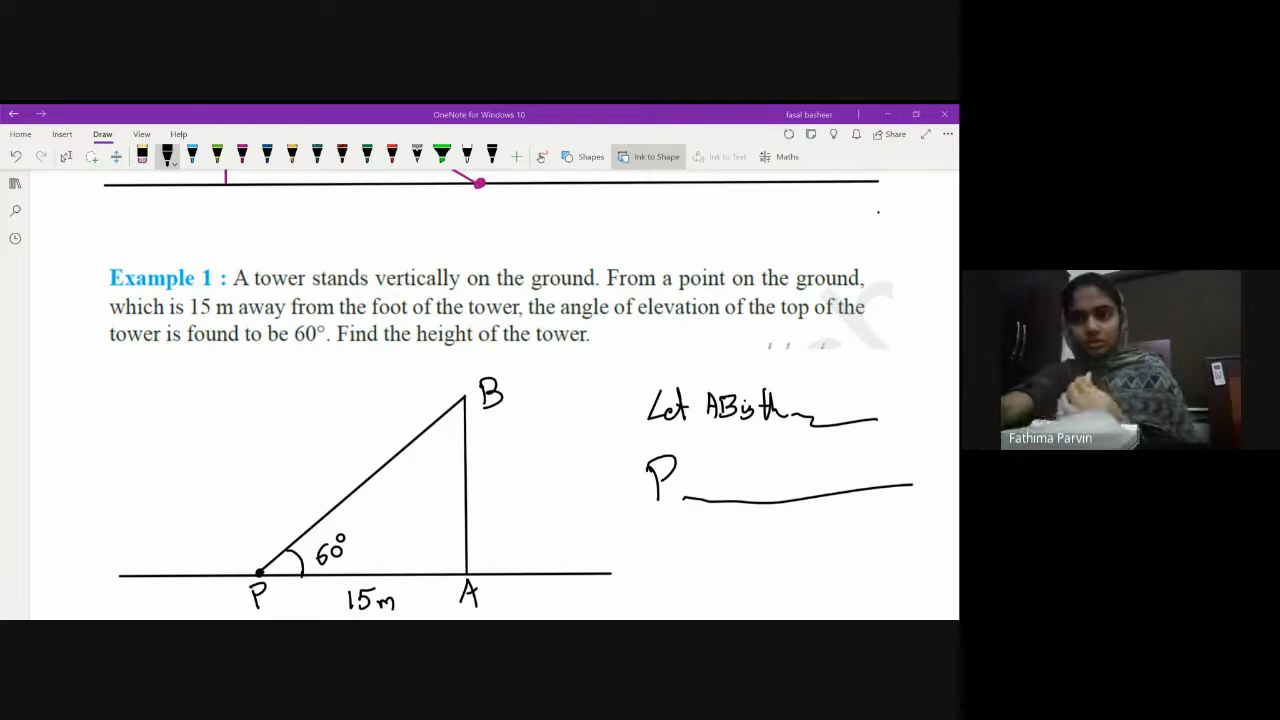 OneNote for Windows 10
fasal basheer
Home Insert Draw View Help
Share
Shapes Ink to Shape Ink to Text Maths
Example 1 : A tower stands vertically on the ground. From a point on the ground,
which is 15 m away from the foot of the tower, the angle of elevation of the top of the
tower is found to be 60°. Find the height of the tower.
B
Let AB is th
P
60°
P
15m
A
Fathima Parvin